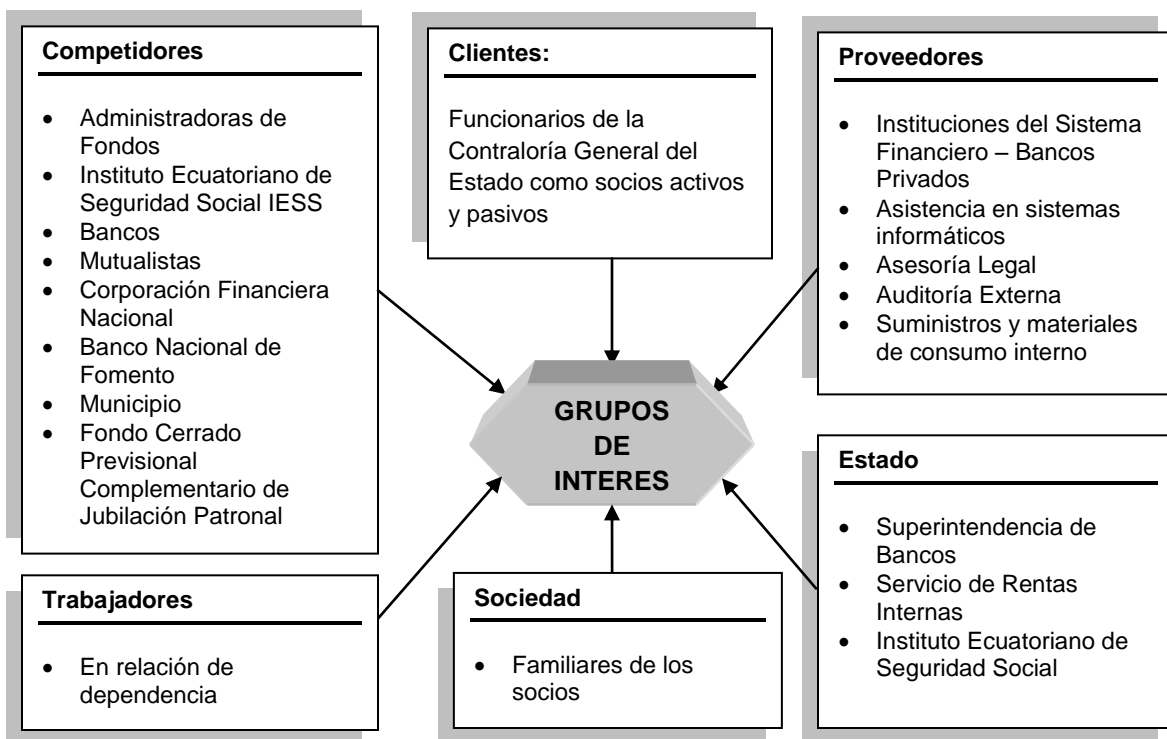 Competidores
• Administradoras de
Fondos
• Instituto Ecuatoriano de
Seguridad Social IESS
• Bancos
• Mutualistas
• Corporación Financiera
Nacional
• Banco Nacional de
Fomento
• Municipio
• Fondo Cerrado
Previsional
Complementario de
Jubilación Patronal
Clientes:
Funcionarios de la
Contraloría General del
Estado como socios activos
y pasivos
Proveedores
• Instituciones del Sistema
Financiero – Bancos
Privados
• Asistencia en sistemas
informáticos
• Asesoría Legal
• Auditoría Externa
• Suministros y materiales
de consumo interno
GRUPOS
DE
INTERES
Trabajadores
• En relación de
dependencia
Sociedad
• Familiares de los
socios
Estado
• Superintendencia de
Bancos
• Servicio de Rentas
Internas
• Instituto Ecuatoriano de
Seguridad Social